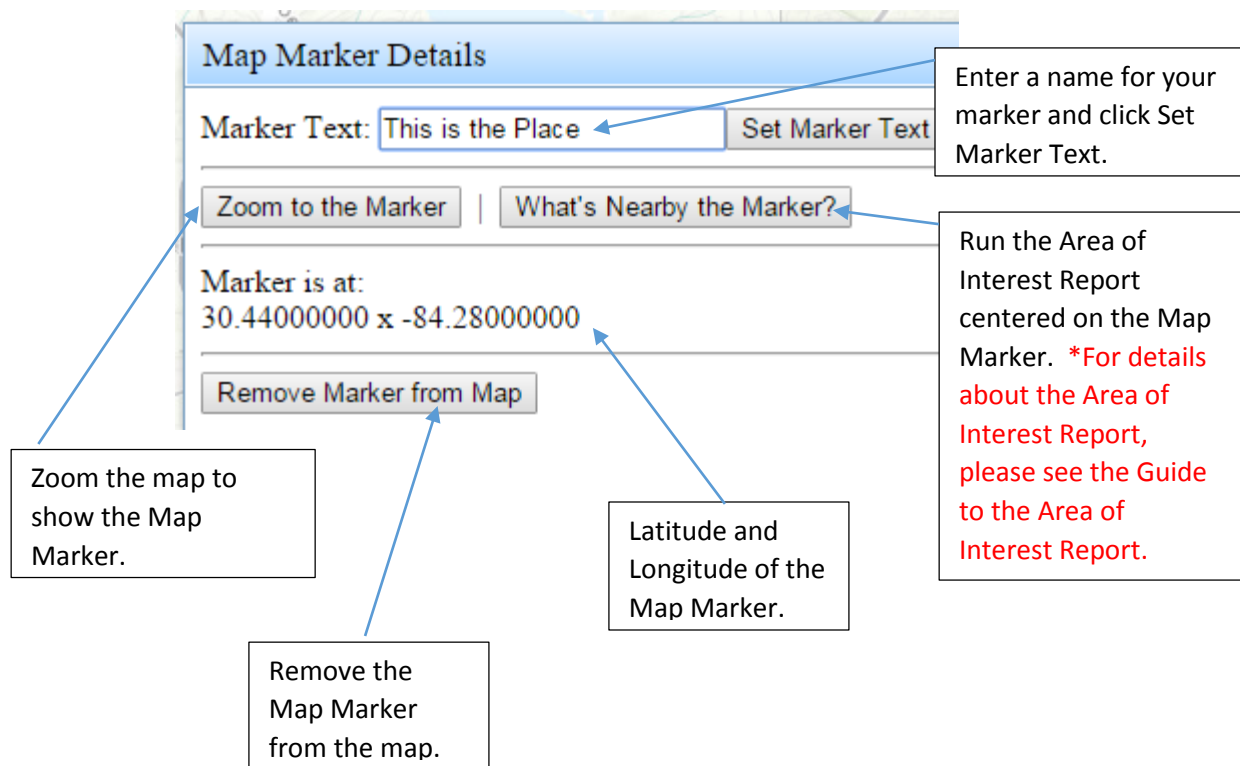 Map Marker Details
Marker Text: This is the Place Set Marker Text
Zoom to the Marker | What's Nearby the Marker?
Marker is at:
30.44000000 x -84.28000000
Remove Marker from Map
Enter a name for your
marker and click Set
Marker Text.
Run the Area of
Interest Report
centered on the Map
Marker. *For details
about the Area of
Interest Report,
please see the Guide
to the Area of
Interest Report.
Zoom the map to
show the Map
Marker.
Latitude and
Longitude of the
Map Marker.
Remove the
Map Marker
from the map.